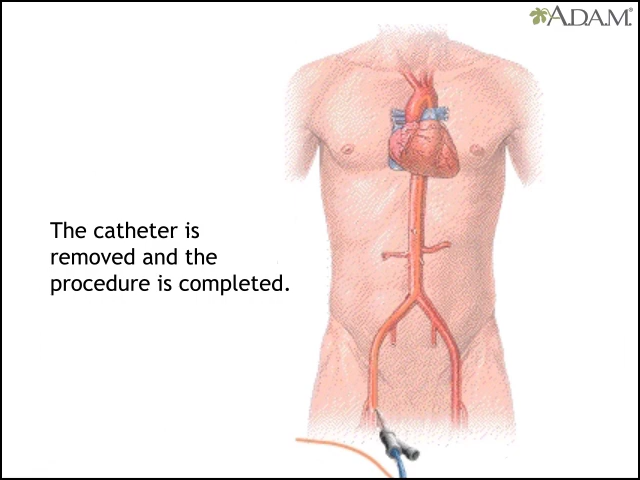 A.D.A.M.
The catheter is
removed and the
procedure is completed.